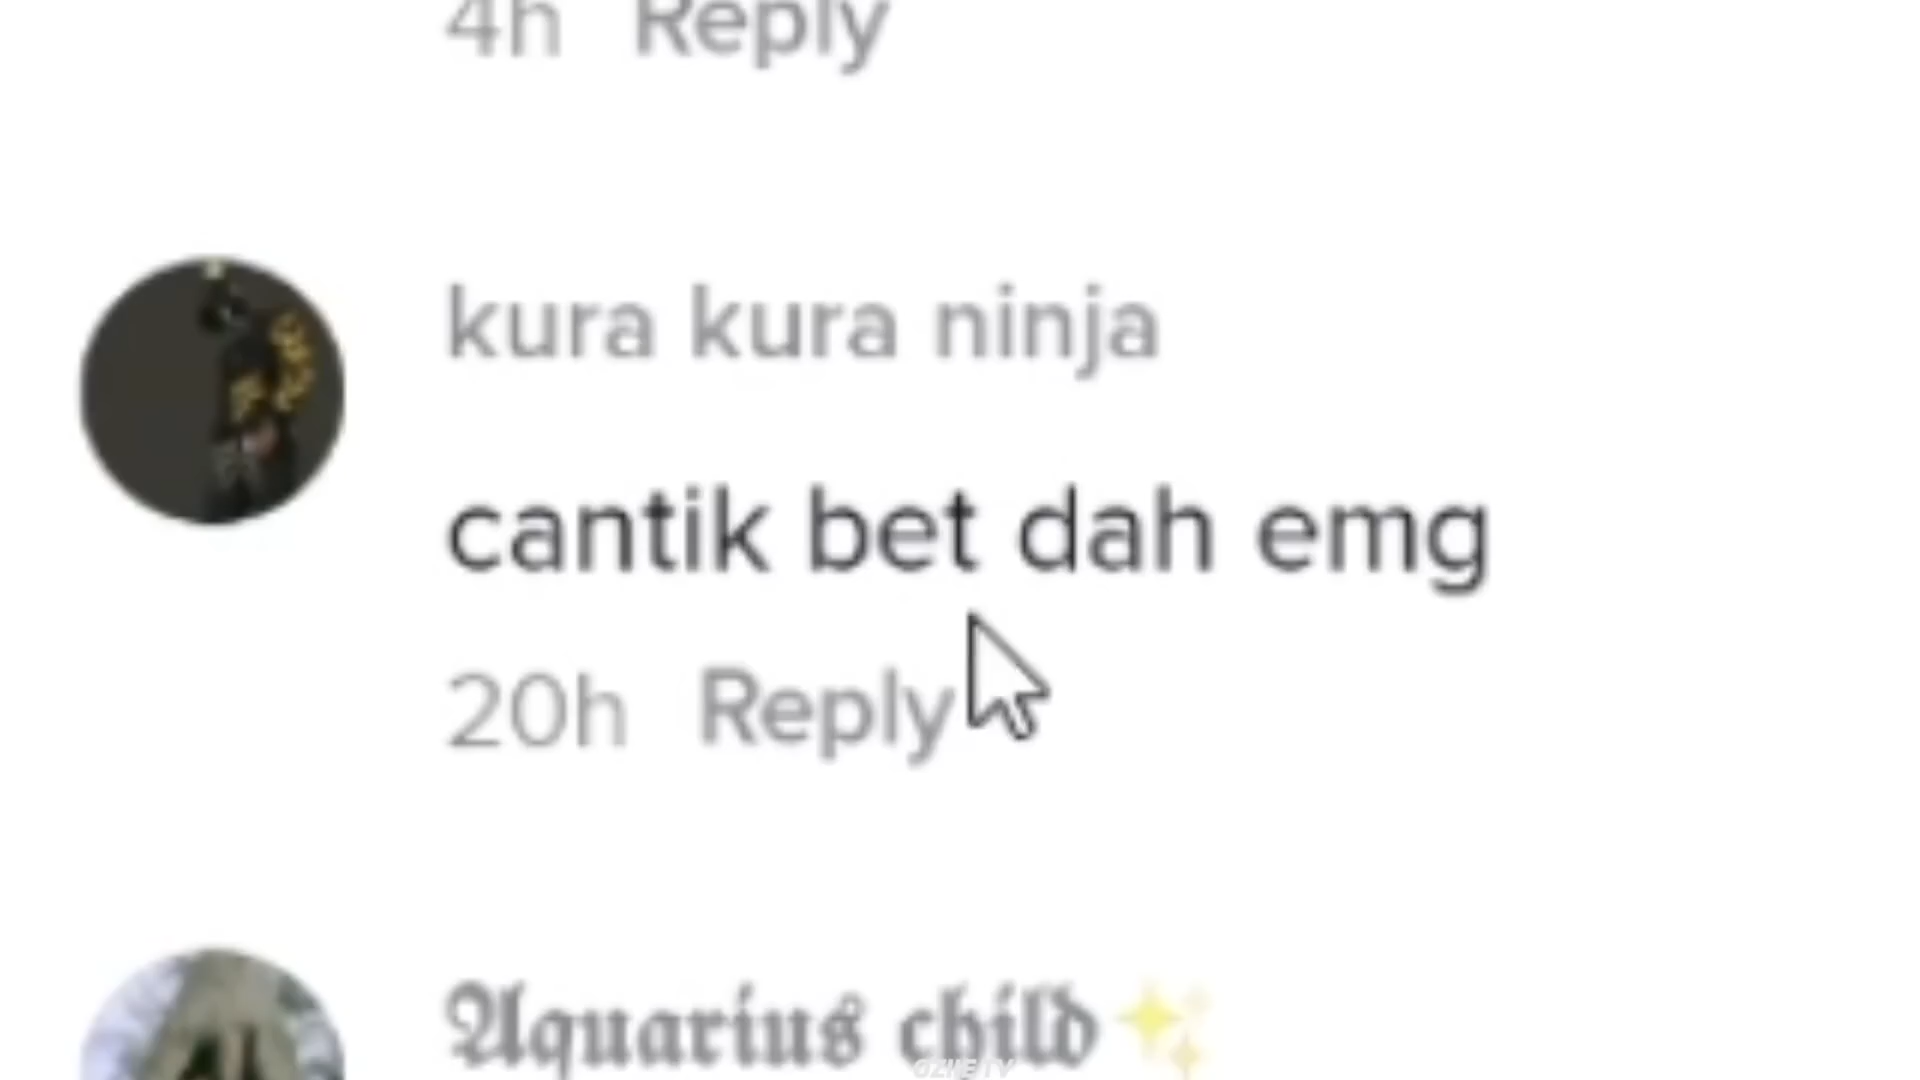 4h Reply
kura kura ninja
cantik bet dah emg
20h Reply
𝕬𝖖𝖚𝖆𝖗𝖎𝖚𝖘 𝖈𝖍𝖎𝖑𝖉✨